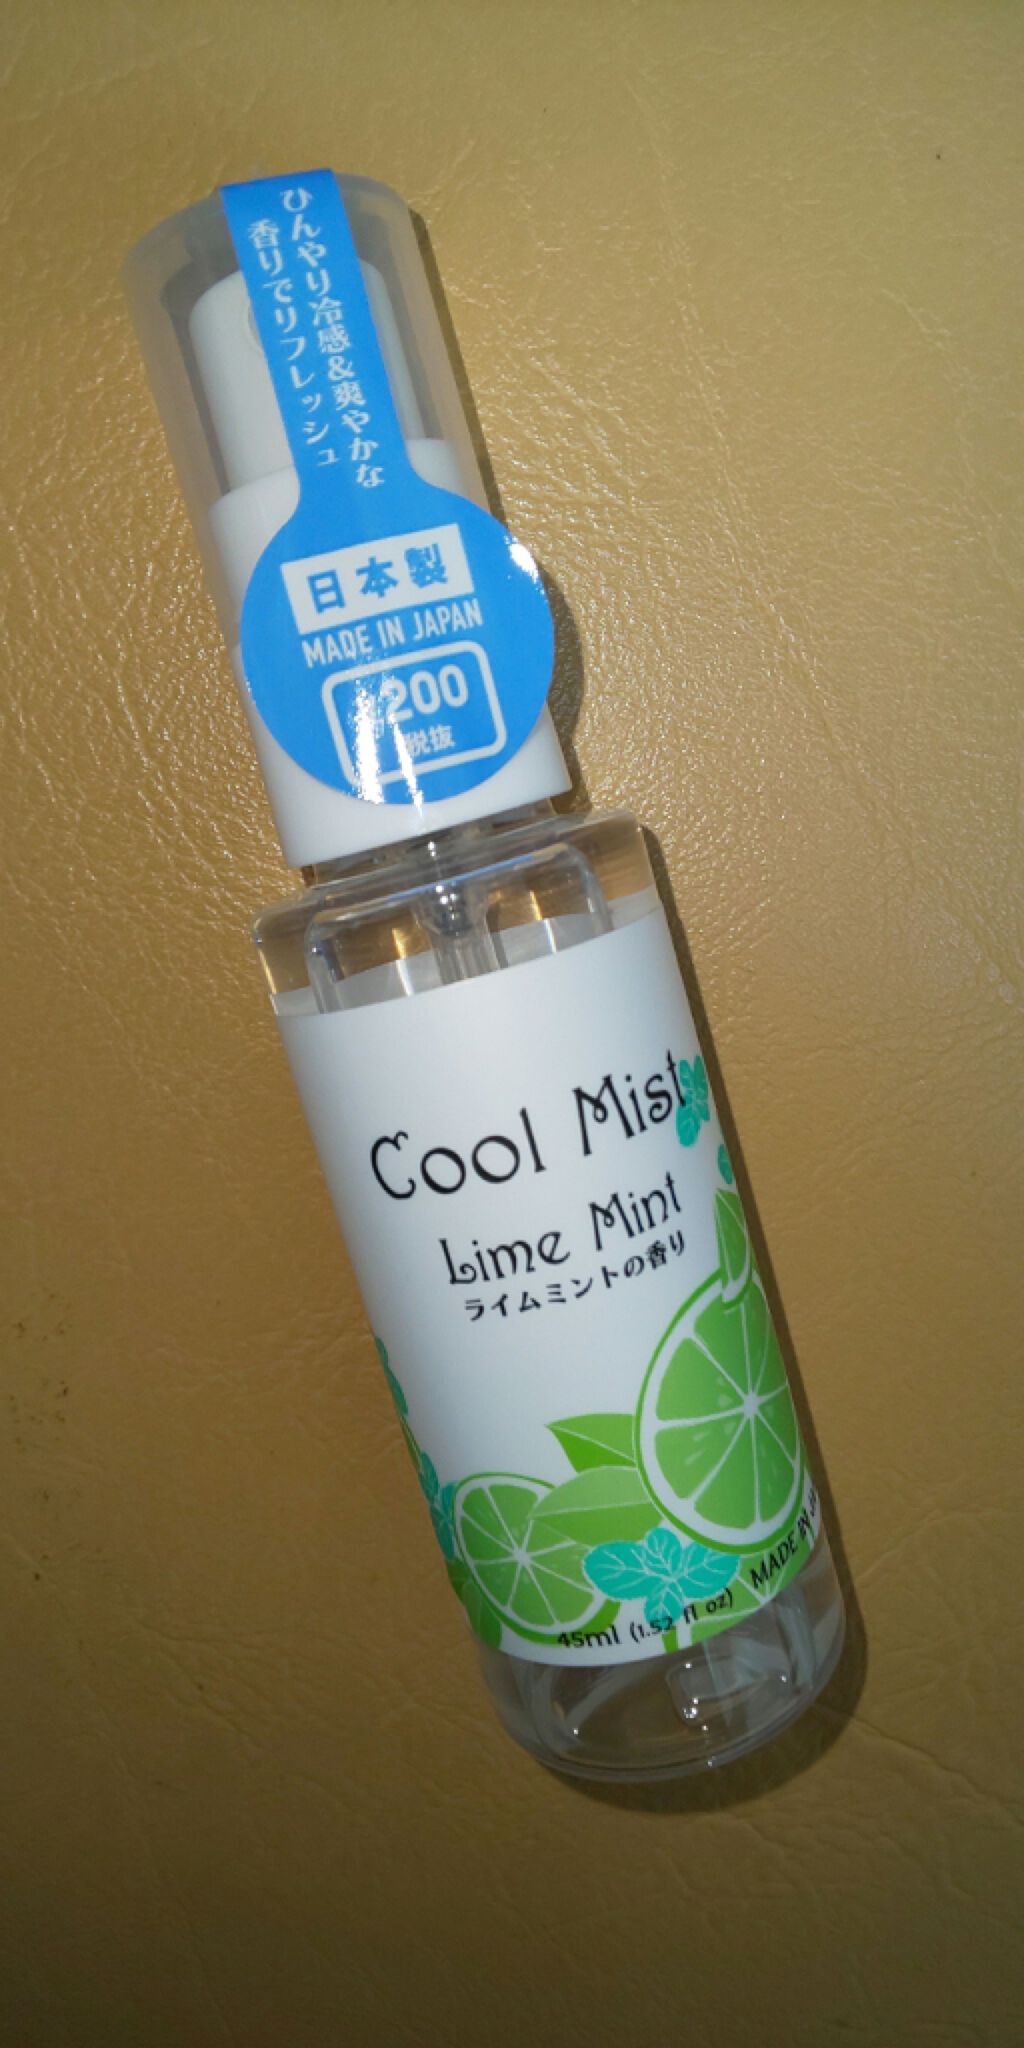 ひんやり冷感&爽やかな
香りでリフレッシュ
日本製
MADE IN JAPAN
200
税抜
Cool Mist
Lime Mint
ライムミントの香り
45ml (1.52 fl oz)
MADE IN